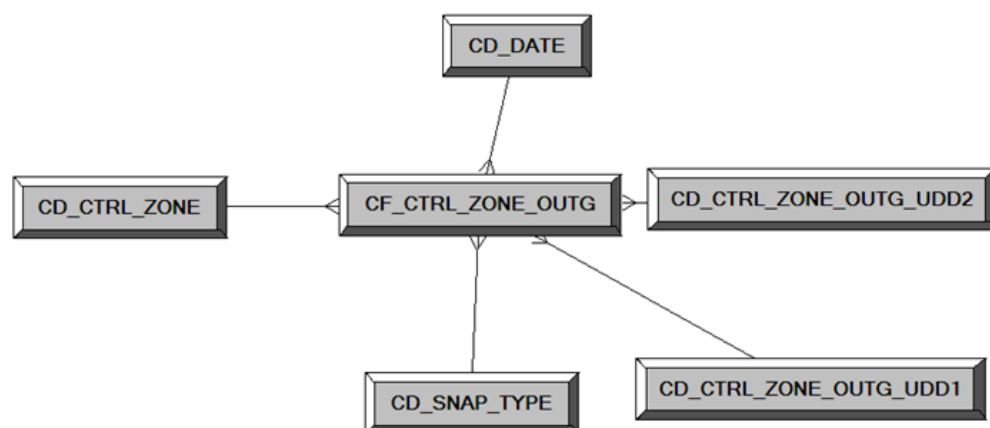 CD_DATE
CD_CTRL_ZONE
CF_CTRL_ZONE_OUTG
CD_CTRL_ZONE_OUTG_UDD2
CD_SNAP_TYPE
CD_CTRL_ZONE_OUTG_UDD1